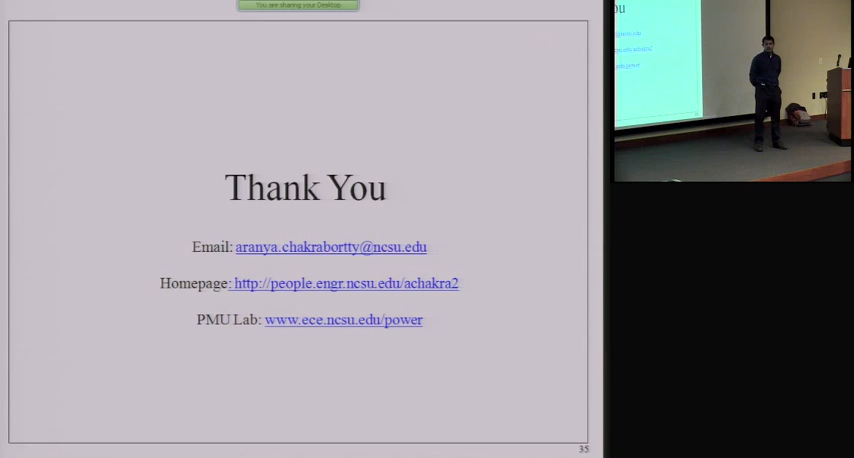 You are sharing your Desktop
Thank You
Email: aranya.chakrabortty@ncsu.edu
Homepage: http://people.engr.ncsu.edu/achakra2
PMU Lab: www.ece.ncsu.edu/power
35
ou